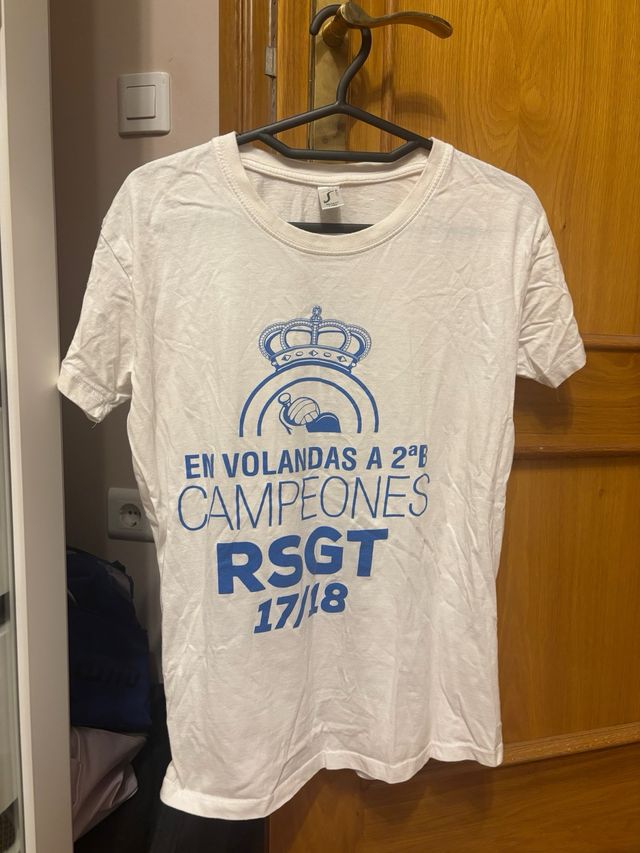 S
EN VOLANDAS A 2ªB
CAMPEONES
RSGT
17/18